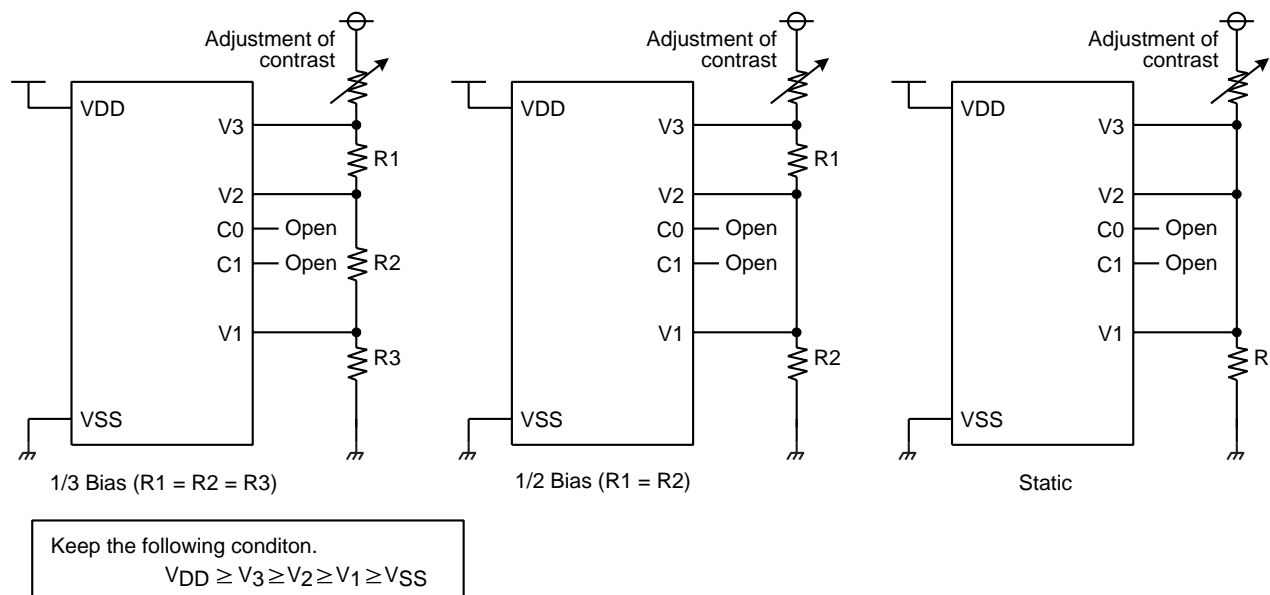 Adjustment of
contrast
VDD
V3
R1
V2
C0 Open
C1 Open
R2
V1
R3
VSS
1/3 Bias (R1 = R2 = R3)
Adjustment of
contrast
VDD
V3
R1
V2
C0 Open
C1 Open
V1
R2
VSS
1/2 Bias (R1 = R2)
Adjustment of
contrast
VDD
V3
V2
C0 Open
C1 Open
V1
R
VSS
Static
Keep the following conditon.
VDD ≥ V3 ≥ V2 ≥ V1 ≥ VSS